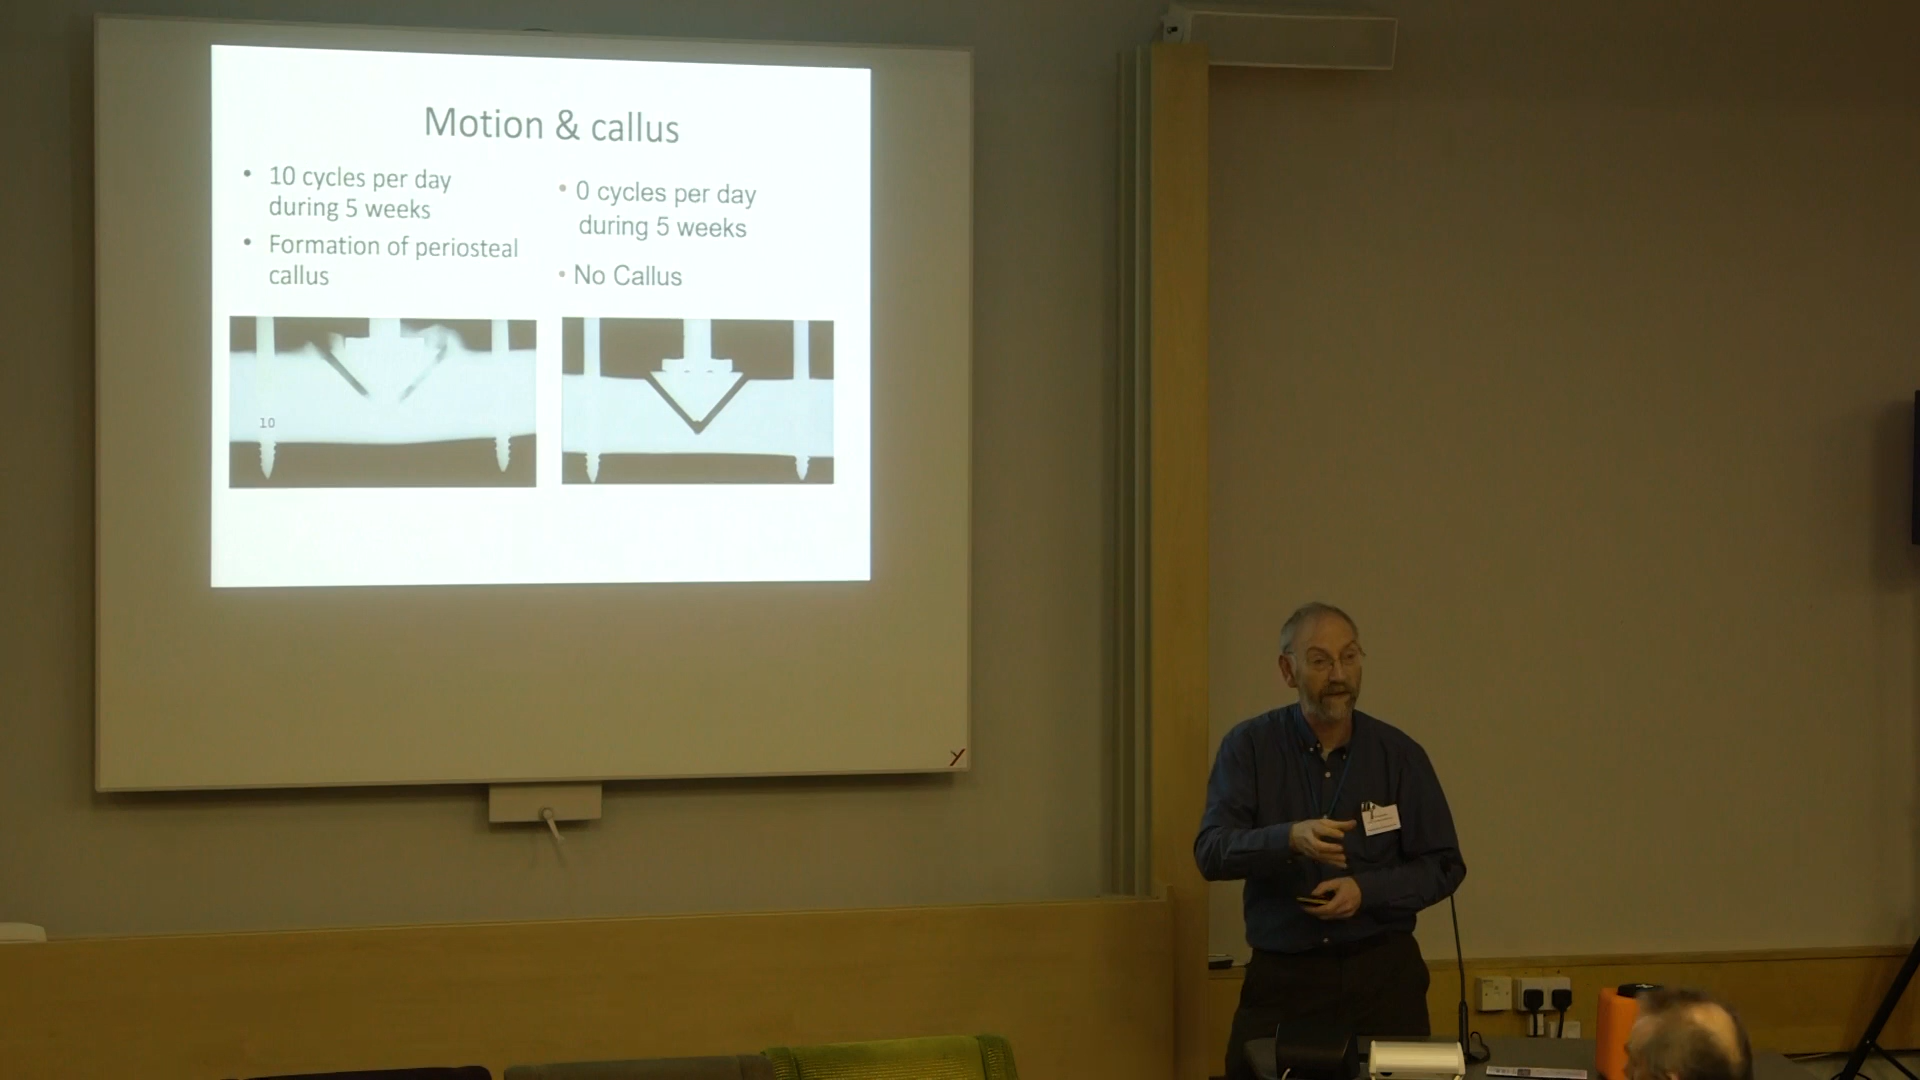 Motion & callus
• 10 cycles per day
during 5 weeks
• Formation of periosteal
callus
• 0 cycles per day
during 5 weeks
• No Callus
10